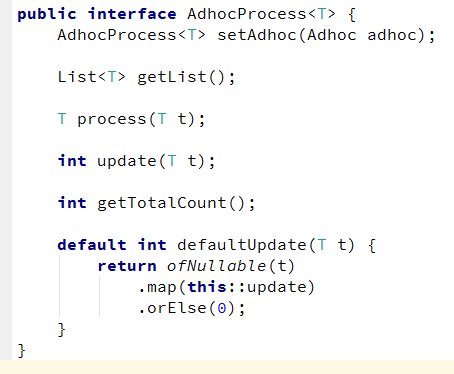 public interface AdhocProcess<T> {
    AdhocProcess<T> setAdhoc(Adhoc adhoc);
    List<T> getList();
    T process(T t);
    int update(T t);
    int getTotalCount();
    default int defaultUpdate(T t) {
        return ofNullable(t)
            .map(this::update)
            .orElse(0);
    }
}